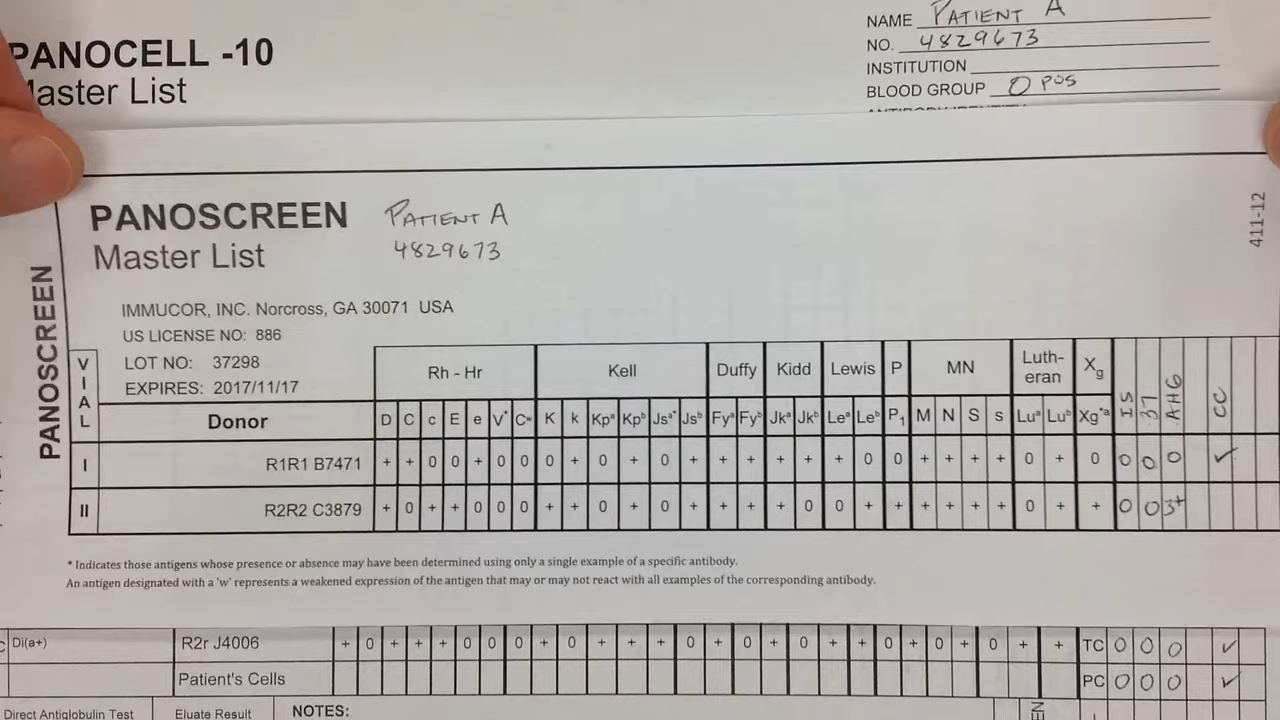 PANOCELL -10
Master List
NAME PATIENT A
NO. 4829673
INSTITUTION
BLOOD GROUP O POS
PANOSCREEN
PANOSCREEN PATIENT A
Master List 4829673
411-12
IMMUCOR, INC. Norcross, GA 30071 USA
US LICENSE NO: 886
LOT NO: 37298
EXPIRES: 2017/11/17
VIAL Donor
Rh - Hr Kell Duffy Kidd Lewis P MN Luth-eran Xg
D C c E e V* Cʷ K k Kpᵃ Kpᵇ Jsᵃ* Jsᵇ Fyᵃ Fyᵇ Jkᵃ Jkᵇ Leᵃ Leᵇ P₁ M N S s Luᵃ Luᵇ Xg*ᵃ IS 37 AHG CC
I R1R1 B7471 + + 0 0 + 0 0 0 + 0 + 0 + + + + + + 0 0 + + + + 0 + 0 0 0 0 ✓
II R2R2 C3879 + 0 + + 0 0 0 + + 0 + 0 + + + + 0 0 + + + + + + 0 + + 0 0 3+
* Indicates those antigens whose presence or absence may have been determined using only a single example of a specific antibody.
An antigen designated with a 'w' represents a weakened expression of the antigen that may or may not react with all examples of the corresponding antibody.
Di(a+) R2r J4006 + 0 + + + 0 0 0 + 0 + + + 0 + 0 + 0 + + 0 + 0 + 0 + + TC 0 0 0 ✓
Patient's Cells PC 0 0 0 ✓
Direct Antiglobulin Test Eluate Result NOTES: